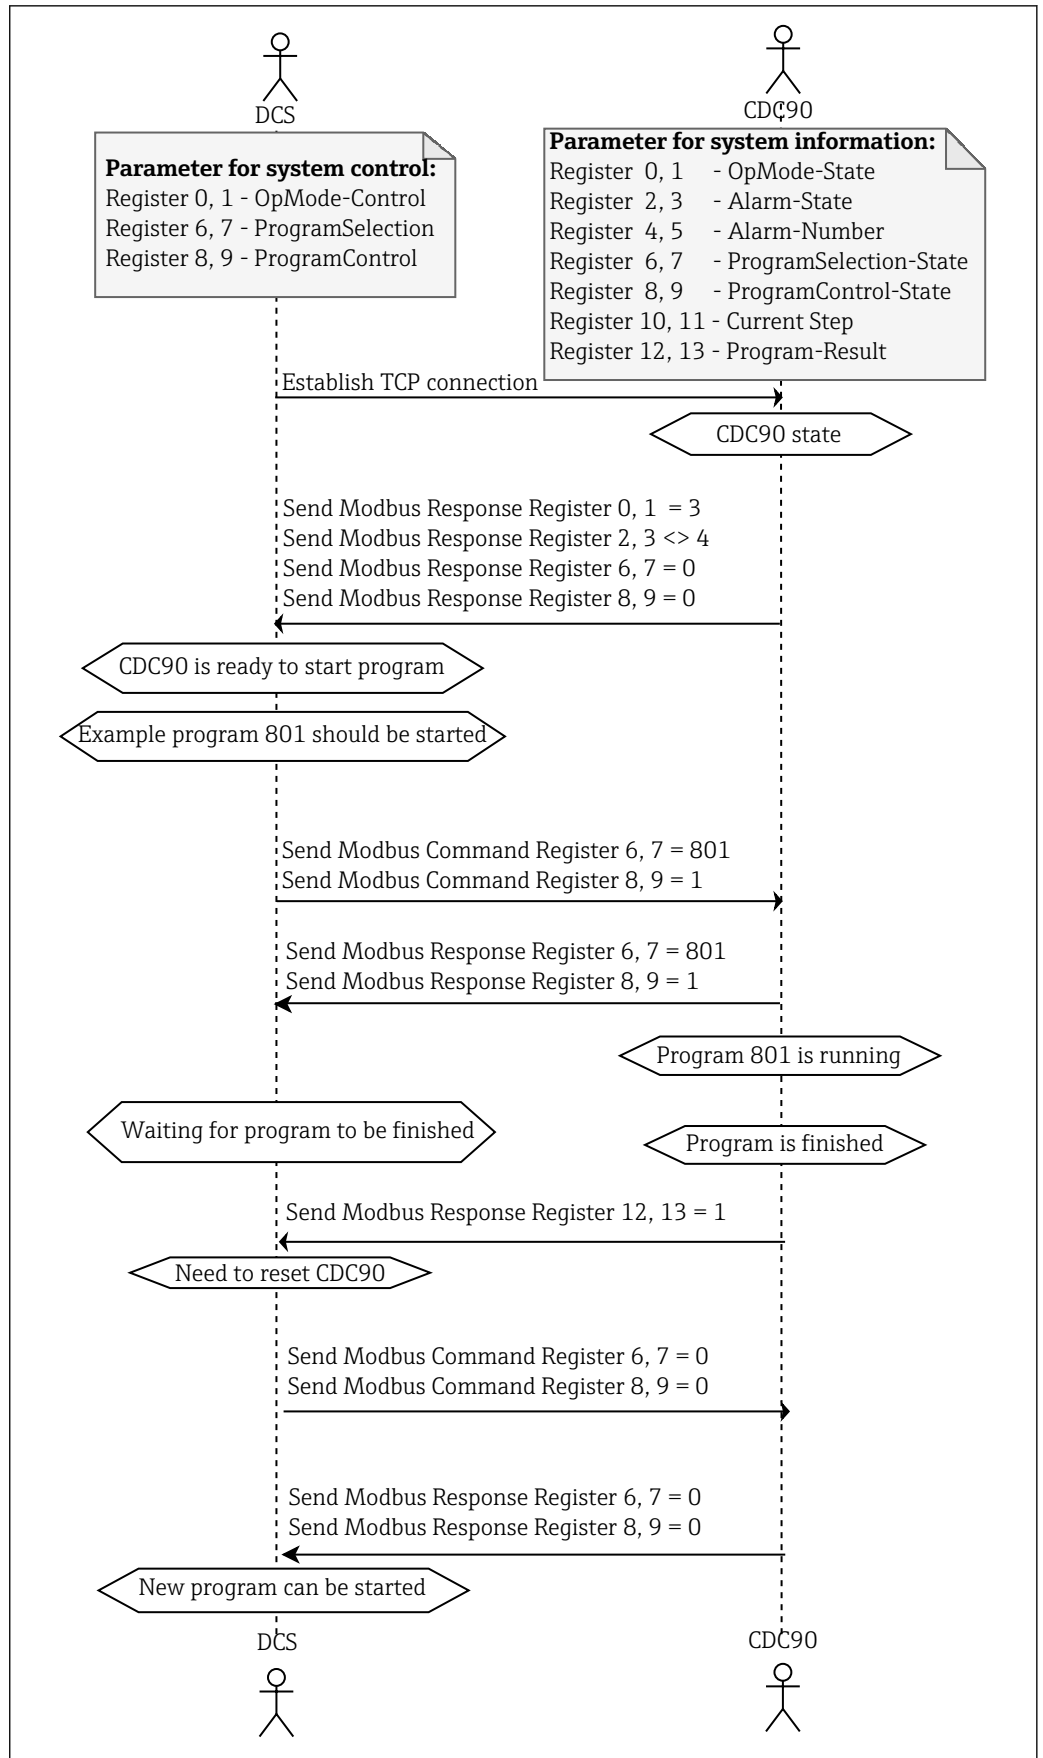 DCS
CDC90
Parameter for system control:
Register 0, 1 - OpMode-Control
Register 6, 7 - ProgramSelection
Register 8, 9 - ProgramControl
Parameter for system information:
Register 0, 1 - OpMode-State
Register 2, 3 - Alarm-State
Register 4, 5 - Alarm-Number
Register 6, 7 - ProgramSelection-State
Register 8, 9 - ProgramControl-State
Register 10, 11 - Current Step
Register 12, 13 - Program-Result
Establish TCP connection
CDC90 state
Send Modbus Response Register 0, 1 = 3
Send Modbus Response Register 2, 3 <> 4
Send Modbus Response Register 6, 7 = 0
Send Modbus Response Register 8, 9 = 0
CDC90 is ready to start program
Example program 801 should be started
Send Modbus Command Register 6, 7 = 801
Send Modbus Command Register 8, 9 = 1
Send Modbus Response Register 6, 7 = 801
Send Modbus Response Register 8, 9 = 1
Program 801 is running
Waiting for program to be finished
Program is finished
Send Modbus Response Register 12, 13 = 1
Need to reset CDC90
Send Modbus Command Register 6, 7 = 0
Send Modbus Command Register 8, 9 = 0
Send Modbus Response Register 6, 7 = 0
Send Modbus Response Register 8, 9 = 0
New program can be started
DCS
CDC90